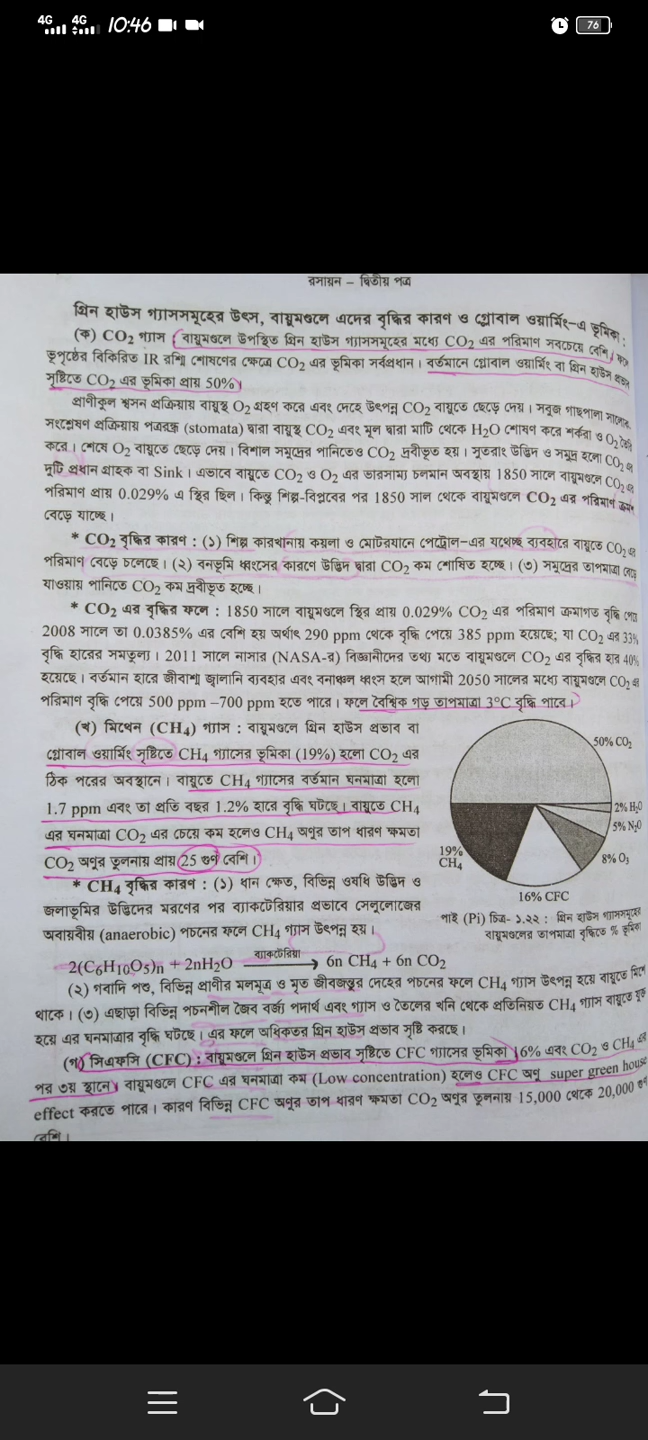 4G 4G 10:46 76
রসায়ন – দ্বিতীয় পত্র
গ্রিন হাউস গ্যাসসমূহের উৎস, বায়ুমণ্ডলে এদের বৃদ্ধির কারণ ও গ্লোবাল ওয়ার্মিং-এ ভূমিকা :
(ক) CO₂ গ্যাস : বায়ুমণ্ডলে উপস্থিত গ্রিন হাউস গ্যাসসমূহের মধ্যে CO₂ এর পরিমাণ সবচেয়ে বেশি, ফলে
ভূপৃষ্ঠের বিকিরিত IR রশ্মি শোষণের ক্ষেত্রে CO₂ এর ভূমিকা সর্বপ্রধান। বর্তমানে গ্লোবাল ওয়ার্মিং বা গ্রিন হাউস প্রভাব
সৃষ্টিতে CO₂ এর ভূমিকা প্রায় 50%।
প্রাণীকুল শ্বসন প্রক্রিয়ায় বায়ুস্থ O₂ গ্রহণ করে এবং দেহে উৎপন্ন CO₂ বায়ুতে ছেড়ে দেয়। সবুজ গাছপালা
সংশ্লেষণ প্রক্রিয়ায় পত্ররন্ধ্র (stomata) দ্বারা বায়ুস্থ CO₂ এবং মূল দ্বারা মাটি থেকে H₂O শোষণ করে শর্করা ও O₂ তৈরি
করে। শেষে O₂ বায়ুতে ছেড়ে দেয়। বিশাল সমুদ্রের পানিতেও CO₂ দ্রবীভূত হয়। সুতরাং উদ্ভিদ ও সমুদ্র হলো CO₂ এর
দুটি প্রধান গ্রাহক বা Sink। এভাবে বায়ুতে CO₂ ও O₂ এর ভারসাম্য চলমান অবস্থায় 1850 সালে বায়ুমণ্ডলে CO₂ এর
পরিমাণ প্রায় 0.029% এ স্থির ছিল। কিন্তু শিল্প-বিপ্লবের পর 1850 সাল থেকে বায়ুমণ্ডলে CO₂ এর পরিমাণ ক্রমশ
বেড়ে যাচ্ছে।
* CO₂ বৃদ্ধির কারণ : (১) শিল্প কারখানায় কয়লা ও মোটরযানে পেট্রোল-এর যথেচ্ছ ব্যবহারে বায়ুতে CO₂ এর
পরিমাণ বেড়ে চলেছে। (২) বনভূমি ধ্বংসের কারণে উদ্ভিদ দ্বারা CO₂ কম শোষিত হচ্ছে। (৩) সমুদ্রের তাপমাত্রা বেড়ে
যাওয়ায় পানিতে CO₂ কম দ্রবীভূত হচ্ছে।
* CO₂ এর বৃদ্ধির ফলে : 1850 সালে বায়ুমণ্ডলে স্থির প্রায় 0.029% CO₂ এর পরিমাণ ক্রমাগত বৃদ্ধি পেয়ে
2008 সালে তা 0.0385% এর বেশি হয় অর্থাৎ 290 ppm থেকে বৃদ্ধি পেয়ে 385 ppm হয়েছে; যা CO₂ এর 33%
বৃদ্ধি হারের সমতুল্য। 2011 সালে নাসার (NASA-র) বিজ্ঞানীদের তথ্য মতে বায়ুমণ্ডলে CO₂ এর বৃদ্ধির হার 40%
হয়েছে। বর্তমান হারে জীবাশ্ম জ্বালানি ব্যবহার এবং বনাঞ্চল ধ্বংস হলে আগামী 2050 সালের মধ্যে বায়ুমণ্ডলে CO₂ এর
পরিমাণ বৃদ্ধি পেয়ে 500 ppm –700 ppm হতে পারে। ফলে বৈশ্বিক গড় তাপমাত্রা 3°C বৃদ্ধি পাবে।
(খ) মিথেন (CH₄) গ্যাস : বায়ুমণ্ডলে গ্রিন হাউস প্রভাব বা
গ্লোবাল ওয়ার্মিং সৃষ্টিতে CH₄ গ্যাসের ভূমিকা (19%) হলো CO₂ এর
ঠিক পরের অবস্থানে। বায়ুতে CH₄ গ্যাসের বর্তমান ঘনমাত্রা হলো
1.7 ppm এবং তা প্রতি বছর 1.2% হারে বৃদ্ধি ঘটছে। বায়ুতে CH₄
এর ঘনমাত্রা CO₂ এর চেয়ে কম হলেও CH₄ অণুর তাপ ধারণ ক্ষমতা
CO₂ অণুর তুলনায় প্রায় 25 গুণ বেশি।
* CH₄ বৃদ্ধির কারণ : (১) ধান ক্ষেত, বিভিন্ন ওষধি উদ্ভিদ ও
জলাভূমির উদ্ভিদের মরণের পর ব্যাকটেরিয়ার প্রভাবে সেলুলোজের
অবায়বীয় (anaerobic) পচনের ফলে CH₄ গ্যাস উৎপন্ন হয়।
50% CO₂
2% H₂O
5% N₂O
8% O₃
16% CFC
19%
CH₄
পাই (Pi) চিত্র- ১.২২ : গ্রিন হাউস গ্যাসসমূহের
বায়ুমণ্ডলের তাপমাত্রা বৃদ্ধিতে % ভূমিকা
2(C₆H₁₀O₅)n + 2nH₂O ব্যাকটেরিয়া → 6n CH₄ + 6n CO₂
(২) গবাদি পশু, বিভিন্ন প্রাণীর মলমূত্র ও মৃত জীবজন্তুর দেহের পচনের ফলে CH₄ গ্যাস উৎপন্ন হয়ে বায়ুতে মিশে
থাকে। (৩) এছাড়া বিভিন্ন পচনশীল জৈব বর্জ্য পদার্থ এবং গ্যাস ও তৈলের খনি থেকে প্রতিনিয়ত CH₄ গ্যাস বায়ুতে যুক্ত
হয়ে এর ঘনমাত্রার বৃদ্ধি ঘটছে। এর ফলে অধিকতর গ্রিন হাউস প্রভাব সৃষ্টি করছে।
(গ) সিএফসি (CFC) : বায়ুমণ্ডলে গ্রিন হাউস প্রভাব সৃষ্টিতে CFC গ্যাসের ভূমিকা 16% এবং CO₂ ও CH₄ এর
পর ৩য় স্থানে। বায়ুমণ্ডলে CFC এর ঘনমাত্রা কম (Low concentration) হলেও CFC অণু super green house
effect করতে পারে। কারণ বিভিন্ন CFC অণুর তাপ ধারণ ক্ষমতা CO₂ অণুর তুলনায় 15,000 থেকে 20,000 গুণ
বেশি।